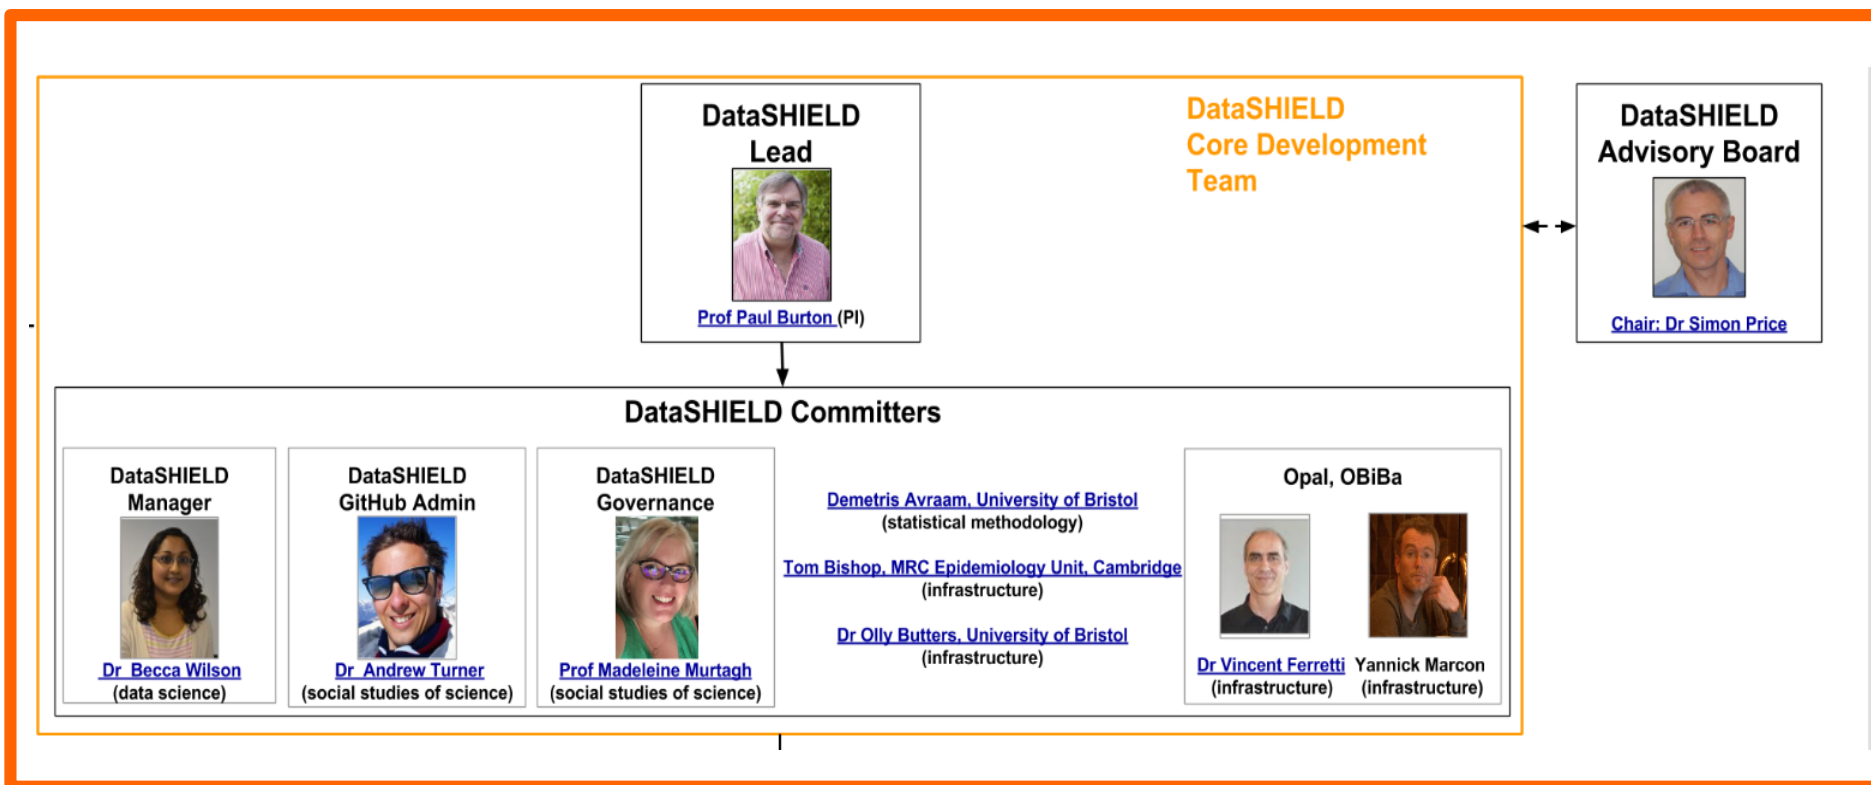 DataSHIELD
Lead
Prof Paul Burton (PI)
DataSHIELD
Core Development
Team
DataSHIELD
Advisory Board
Chair: Dr Simon Price
DataSHIELD Committers
DataSHIELD
Manager
Dr Becca Wilson
(data science)
DataSHIELD
GitHub Admin
Dr Andrew Turner
(social studies of science)
DataSHIELD
Governance
Prof Madeleine Murtagh
(social studies of science)
Demetris Avraam, University of Bristol
(statistical methodology)
Tom Bishop, MRC Epidemiology Unit, Cambridge
(infrastructure)
Dr Olly Butters, University of Bristol
(infrastructure)
Opal, OBiBa
Dr Vincent Ferretti
(infrastructure)
Yannick Marcon
(infrastructure)